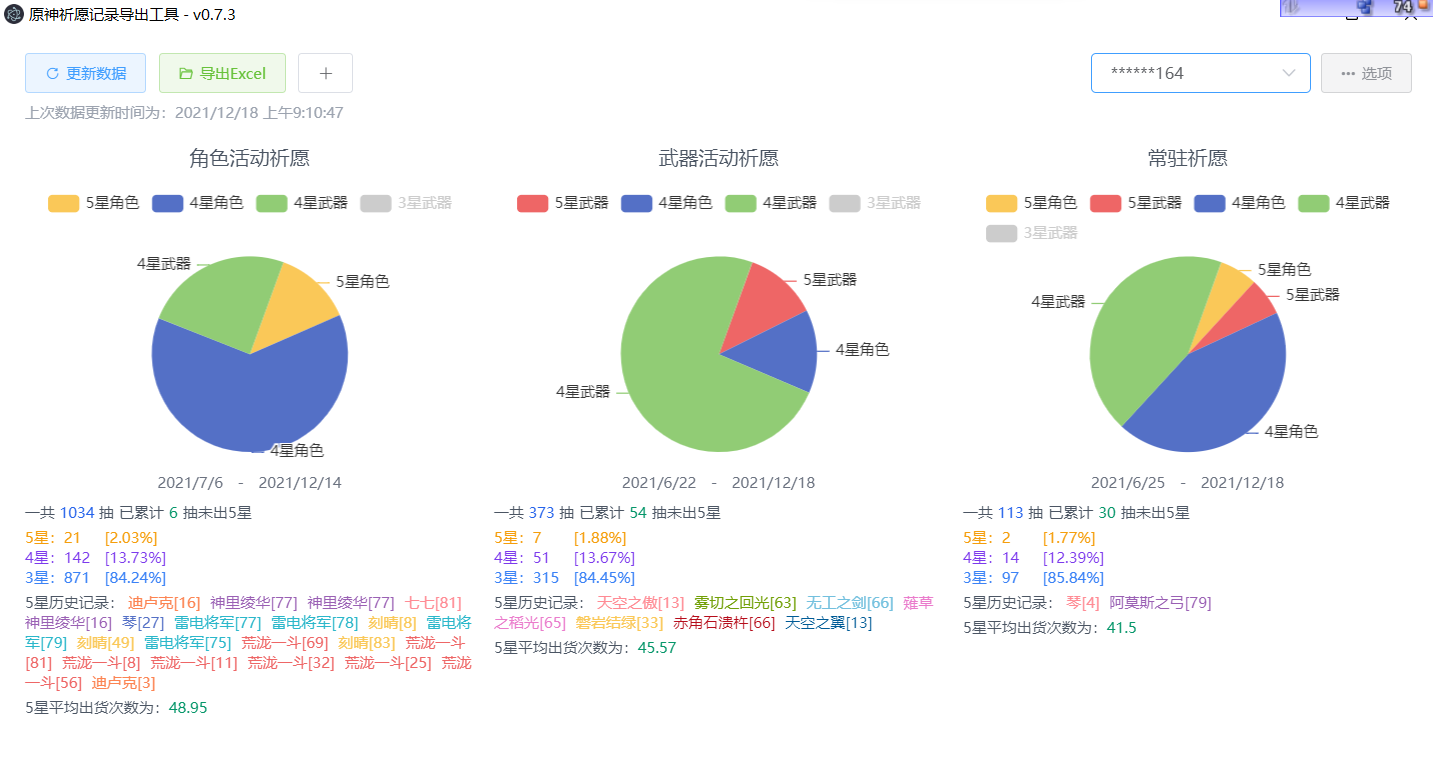 原神祈愿记录导出工具 - v0.7.3
74
更新数据 导出Excel ******164 选项
上次数据更新时间为：2021/12/18 上午9:10:47
角色活动祈愿
5星角色 4星角色 4星武器 3星武器
4星武器
5星角色
4星角色
2021/7/6 - 2021/12/14
一共 1034 抽 已累计 6 抽未出5星
5星：21 [2.03%]
4星：142 [13.73%]
3星：871 [84.24%]
5星历史记录： 迪卢克[16] 神里绫华[77] 神里绫华[77] 七七[81]
神里绫华[16] 琴[27] 雷电将军[77] 雷电将军[78] 刻晴[8] 雷电将
军[79] 刻晴[49] 雷电将军[75] 荒泷一斗[69] 刻晴[83] 荒泷一斗
[81] 荒泷一斗[8] 荒泷一斗[11] 荒泷一斗[32] 荒泷一斗[25] 荒泷
一斗[56] 迪卢克[3]
5星平均出货次数为：48.95
武器活动祈愿
5星武器 4星角色 4星武器 3星武器
5星武器
4星角色
4星武器
2021/6/22 - 2021/12/18
一共 373 抽 已累计 54 抽未出5星
5星：7 [1.88%]
4星：51 [13.67%]
3星：315 [84.45%]
5星历史记录： 天空之傲[13] 雾切之回光[63] 无工之剑[66] 薙草
之稻光[65] 磐岩结绿[33] 赤角石溃杵[66] 天空之翼[13]
5星平均出货次数为：45.57
常驻祈愿
5星角色 5星武器 4星角色 4星武器
3星武器
5星角色
5星武器
4星武器
4星角色
2021/6/25 - 2021/12/18
一共 113 抽 已累计 30 抽未出5星
5星：2 [1.77%]
4星：14 [12.39%]
3星：97 [85.84%]
5星历史记录： 琴[4] 阿莫斯之弓[79]
5星平均出货次数为：41.5